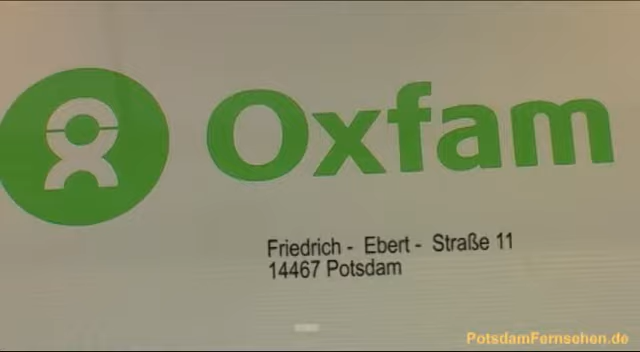 Oxfam
Friedrich - Ebert - Straße 11
14467 Potsdam
PotsdamFernsehen.de